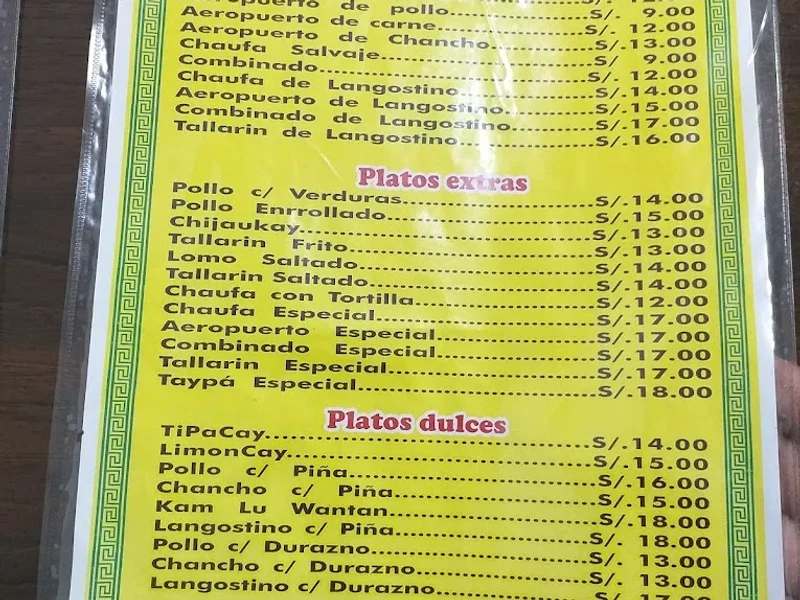 Aeropuerto de pollo.....................S/. 9.00
Aeropuerto de carne.....................S/. 12.00
Aeropuerto de Chancho.................S/.13.00
Chaufa Salvaje..............................S/ 9.00
Combinado....................................S/. 12.00
Chaufa de Langostino...................S/.14.00
Aeropuerto de Langostino.............S/.15.00
Combinado de Langostino.............S/.17.00
Tallarin de Langostino...................S/.16.00
Platos extras
Pollo c/ Verduras..........................S/.14.00
Pollo Enrrollado............................S/.15.00
Chijaukay.....................................S/.13.00
Tallarin Frito.................................S/.13.00
Lomo Saltado...............................S/.14.00
Tallarin Saltado.............................S/.14.00
Chaufa con Tortilla........................S/.12.00
Chaufa Especial............................S/.17.00
Aeropuerto Especial......................S/.17.00
Combinado Especial......................S/.17.00
Tallarin Especial...........................S/.17.00
Taypá Especial..............................S/.18.00
Platos dulces
TiPaCay........................................S/.14.00
LimonCay......................................S/.15.00
Pollo c/ Piña.................................S/.16.00
Chancho c/ Piña............................S/.15.00
Kam Lu Wantan.............................S/.18.00
Langostino c/ Piña.........................S/. 18.00
Pollo c/ Durazno............................S/. 13.00
Chancho c/ Durazno.......................S/. 13.00
Langostino c/ Durazno....................S/. 17.00